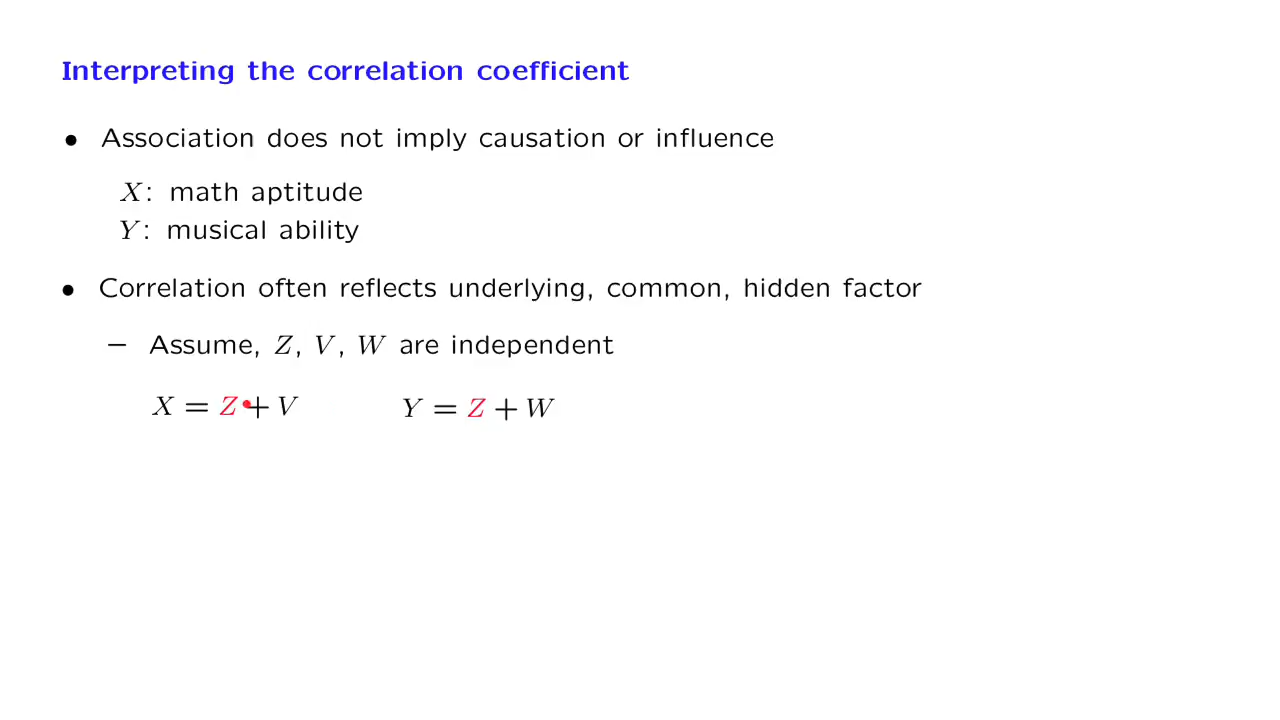 Interpreting the correlation coefficient
• Association does not imply causation or influence
X: math aptitude
Y: musical ability
• Correlation often reflects underlying, common, hidden factor
– Assume, Z, V, W are independent
X = Z + V    Y = Z + W